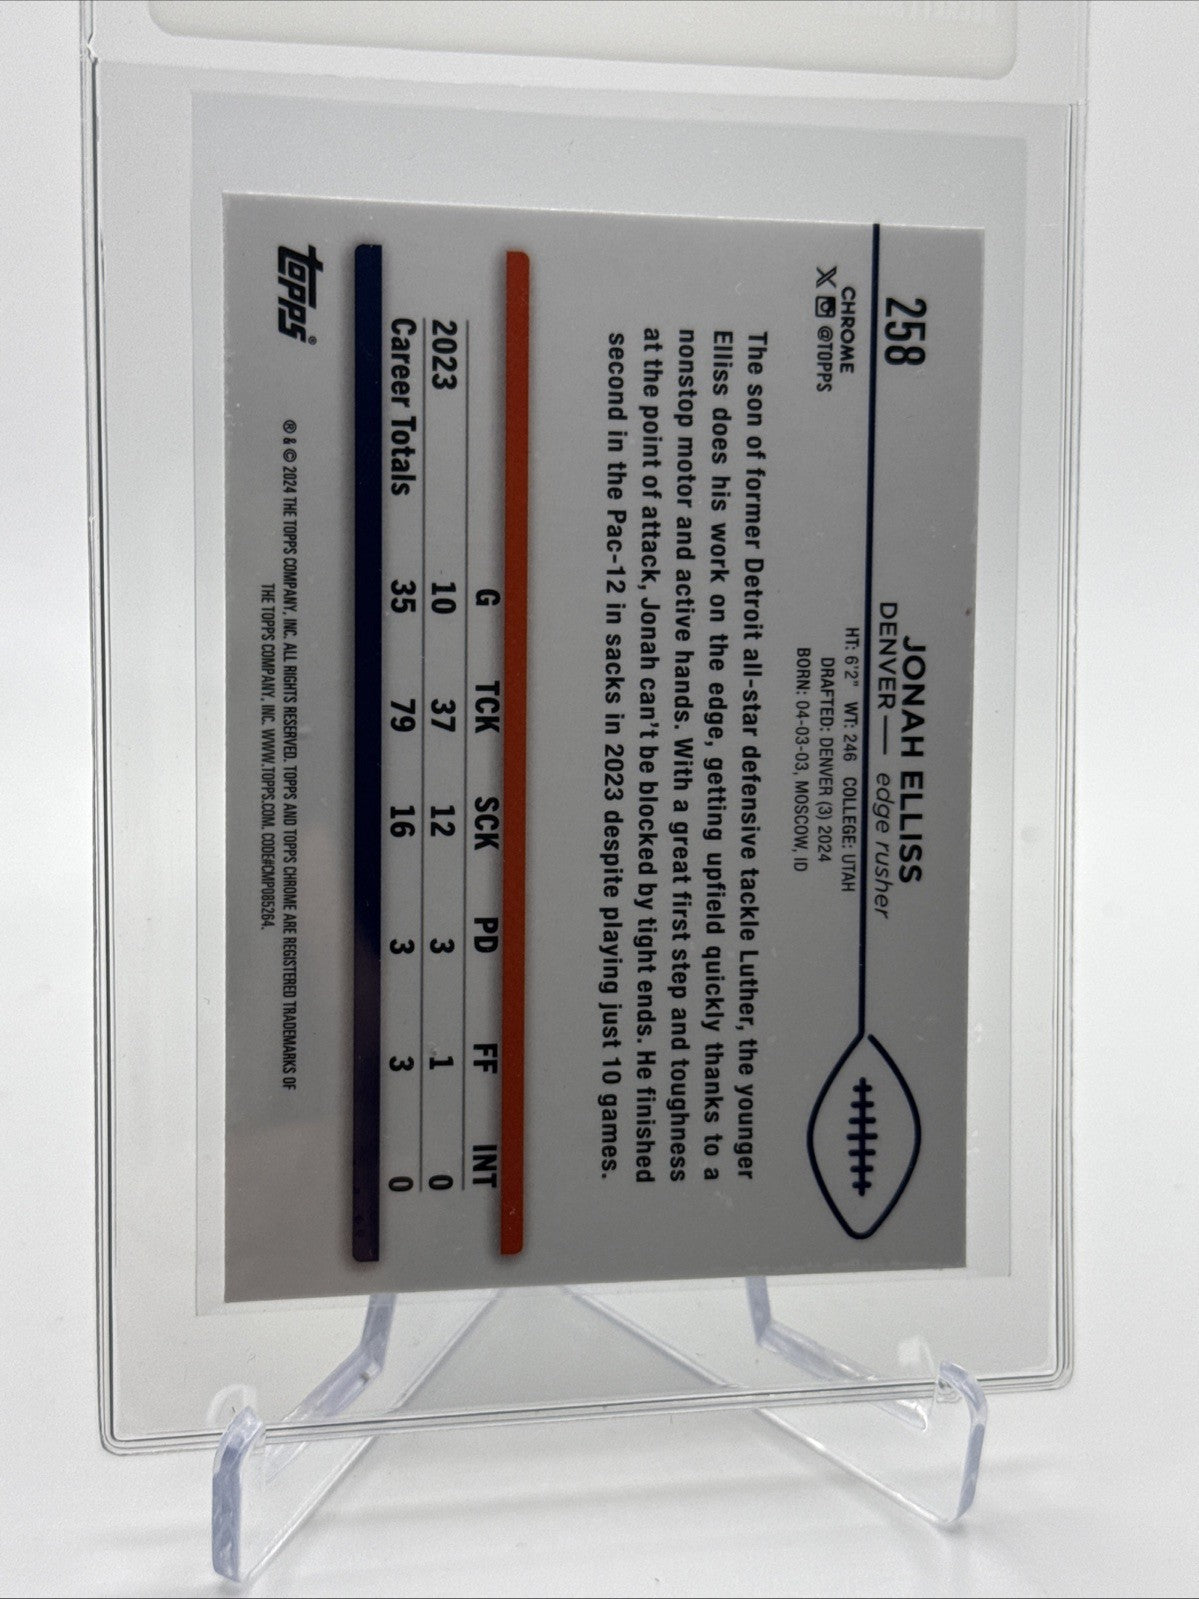 258
JONAH ELLISS
DENVER — edge rusher
CHROME
X @TOPPS
HT: 6'2" WT: 246 COLLEGE: UTAH
DRAFTED: DENVER (3) 2024
BORN: 04-03-03, MOSCOW, ID
The son of former Detroit all-star defensive tackle Luther, the younger
Elliss does his work on the edge, getting upfield quickly thanks to a
nonstop motor and active hands. With a great first step and toughness
at the point of attack, Jonah can't be blocked by tight ends. He finished
second in the Pac-12 in sacks in 2023 despite playing just 10 games.
G TCK SCK PD FF INT
2023 10 37 12 3 1 0
Career Totals 35 79 16 3 3 0
topps®
® & © 2024 THE TOPPS COMPANY, INC. ALL RIGHTS RESERVED. TOPPS AND TOPPS CHROME ARE REGISTERED TRADEMARKS OF
THE TOPPS COMPANY, INC. WWW.TOPPS.COM. CODE#CMP085264.